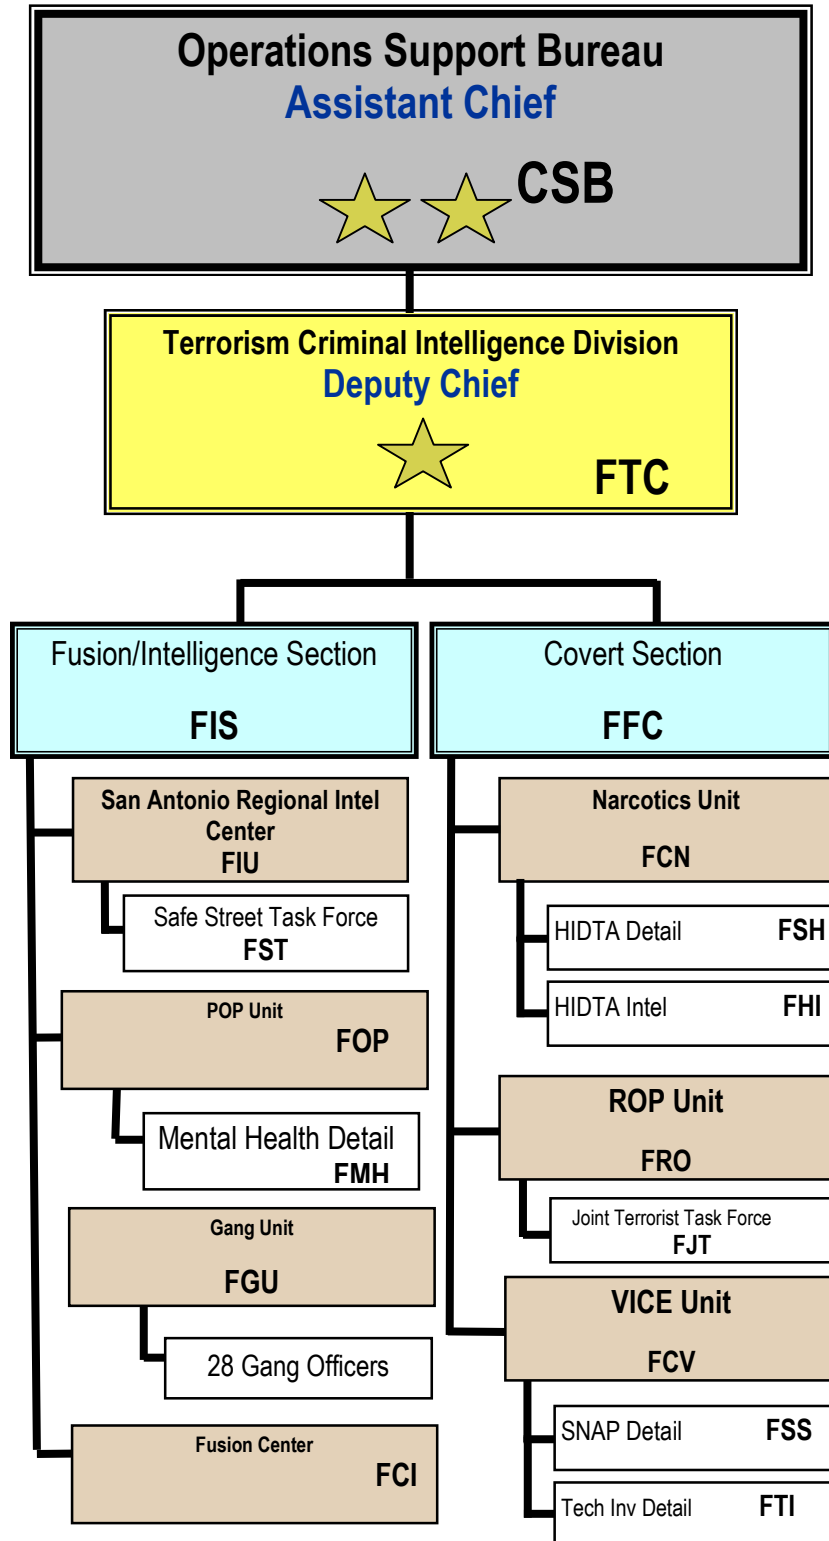 Operations Support Bureau
Assistant Chief
CSB
Terrorism Criminal Intelligence Division
Deputy Chief
FTC
Fusion/Intelligence Section
FIS
San Antonio Regional Intel
Center
FIU
Safe Street Task Force
FST
POP Unit
FOP
Mental Health Detail
FMH
Gang Unit
FGU
28 Gang Officers
Fusion Center
FCI
Covert Section
FFC
Narcotics Unit
FCN
HIDTA Detail FSH
HIDTA Intel FHI
ROP Unit
FRO
Joint Terrorist Task Force
FJT
VICE Unit
FCV
SNAP Detail FSS
Tech Inv Detail FTI